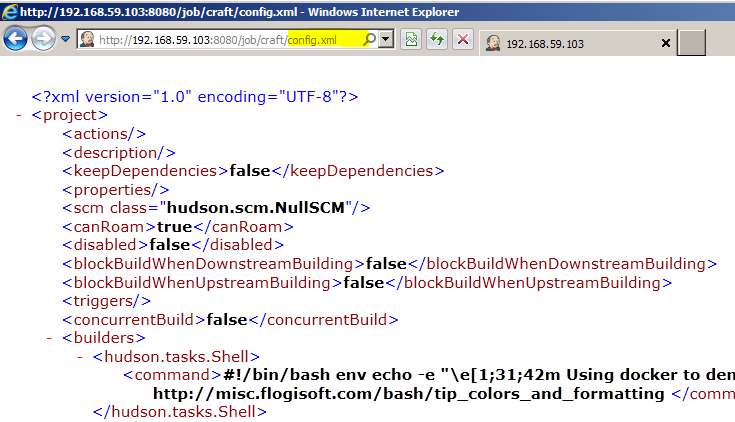 http://192.168.59.103:8080/job/craft/config.xml - Windows Internet Explorer
http://192.168.59.103:8080/job/craft/config.xml
192.168.59.103
<?xml version="1.0" encoding="UTF-8"?>
- <project>
<actions/>
<description/>
<keepDependencies>false</keepDependencies>
<properties/>
<scm class="hudson.scm.NullSCM"/>
<canRoam>true</canRoam>
<disabled>false</disabled>
<blockBuildWhenDownstreamBuilding>false</blockBuildWhenDownstreamBuilding>
<blockBuildWhenUpstreamBuilding>false</blockBuildWhenUpstreamBuilding>
<triggers/>
<concurrentBuild>false</concurrentBuild>
- <builders>
- <hudson.tasks.Shell>
<command>#!/bin/bash env echo -e "\e[1;31;42m Using docker to den
http://misc.flogisoft.com/bash/tip_colors_and_formatting </comm
</hudson.tasks.Shell>